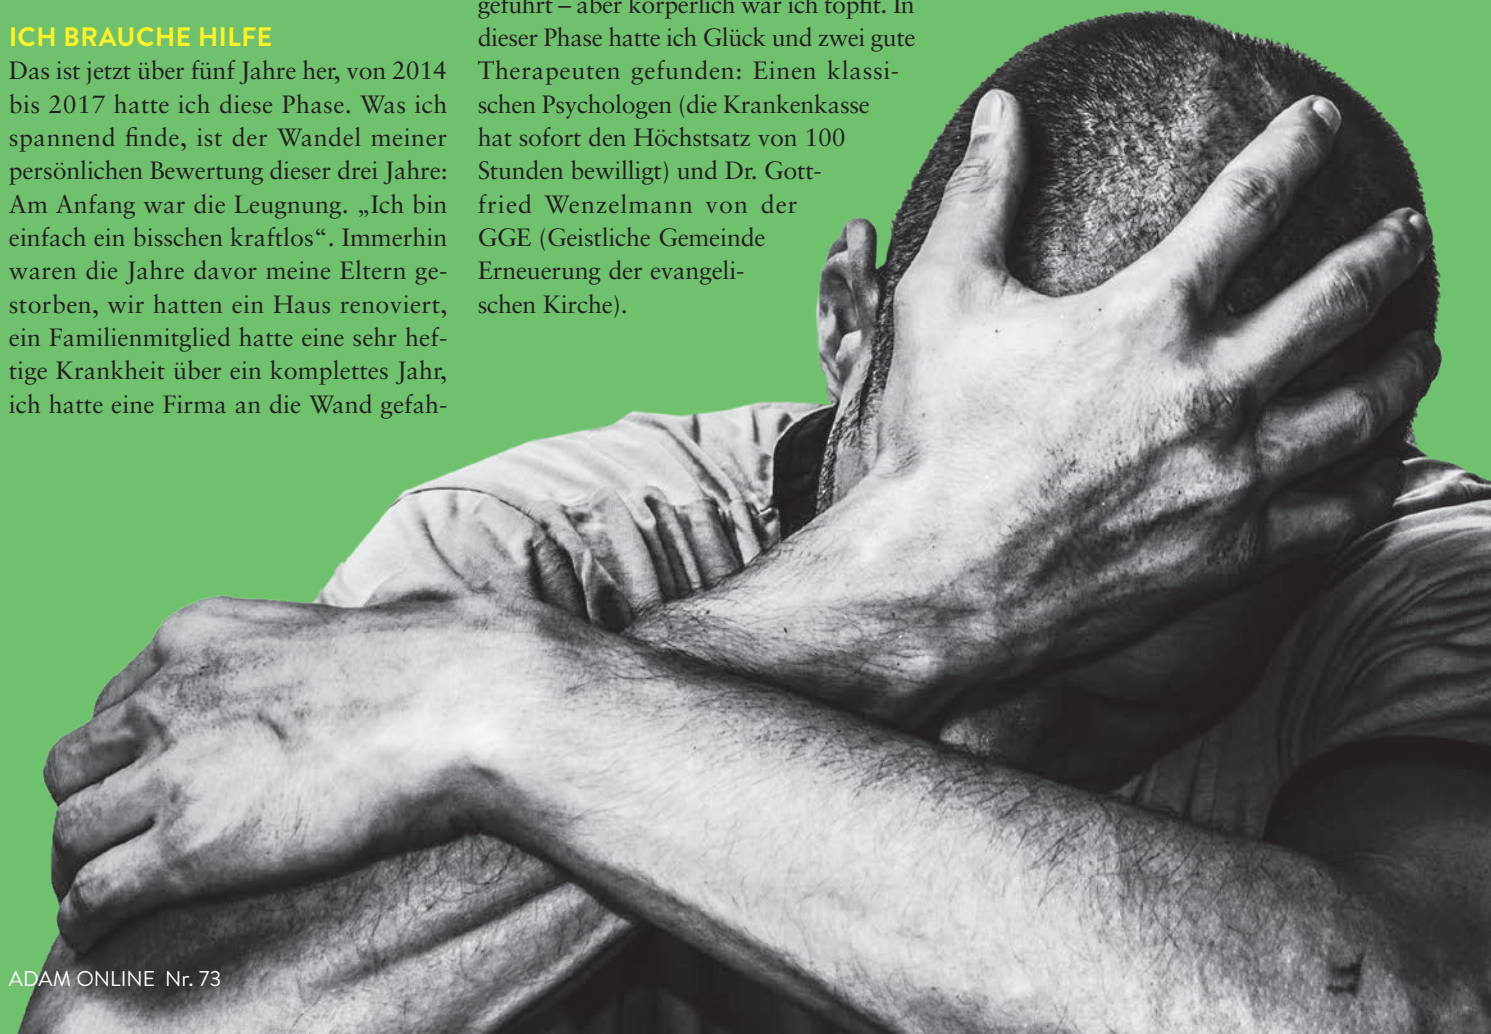 ICH BRAUCHE HILFE
Das ist jetzt über fünf Jahre her, von 2014
bis 2017 hatte ich diese Phase. Was ich
spannend finde, ist der Wandel meiner
persönlichen Bewertung dieser drei Jahre:
Am Anfang war die Leugnung. „Ich bin
einfach ein bisschen kraftlos“. Immerhin
waren die Jahre davor meine Eltern ge-
storben, wir hatten ein Haus renoviert,
ein Familienmitglied hatte eine sehr hef-
tige Krankheit über ein komplettes Jahr,
ich hatte eine Firma an die Wand gefah-
geführt – aber körperlich war ich topfit. In
dieser Phase hatte ich Glück und zwei gute
Therapeuten gefunden: Einen klassi-
schen Psychologen (die Krankenkasse
hat sofort den Höchstsatz von 100
Stunden bewilligt) und Dr. Gott-
fried Wenzelmann von der
GGE (Geistliche Gemeinde
Erneuerung der evangeli-
schen Kirche).
ADAM ONLINE Nr. 73